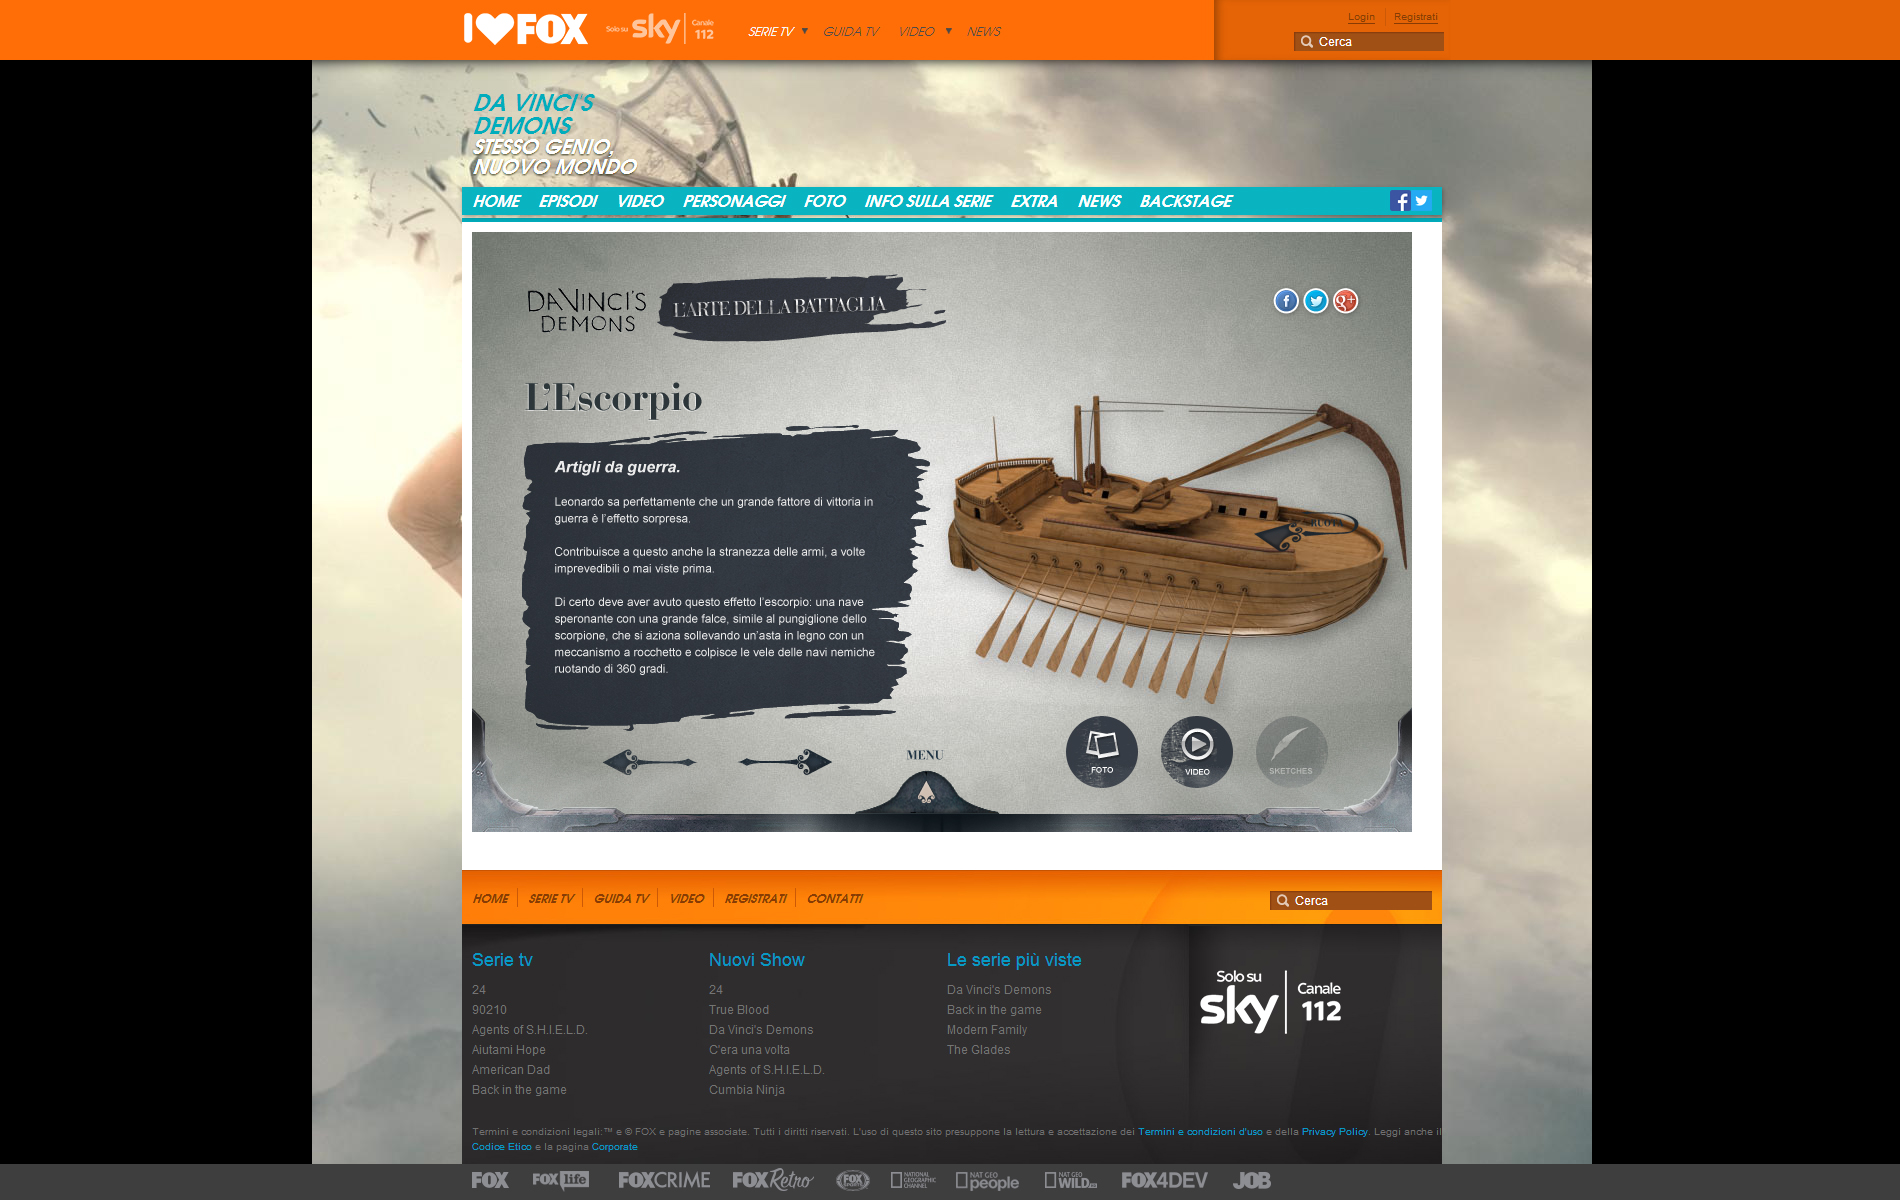 I FOX
Solo su sky Canale 112
SERIE TV
GUIDA TV
VIDEO
NEWS
Login
Registrati
Cerca
DA VINCI'S
DEMONS
STESSO GENIO,
NUOVO MONDO
HOME EPISODI VIDEO PERSONAGGI FOTO INFO SULLA SERIE EXTRA NEWS BACKSTAGE
DAVINCI'S
DEMONS
L'ARTE DELLA BATTAGLIA
L'Escorpio
Artigli da guerra.
Leonardo sa perfettamente che un grande fattore di vittoria in
guerra è l'effetto sorpresa.
Contribuisce a questo anche la stranezza delle armi, a volte
imprevedibili o mai viste prima.
Di certo deve aver avuto questo effetto l'escorpio: una nave
speronante con una grande falce, simile al pungiglione dello
scorpione, che si aziona sollevando un'asta in legno con un
meccanismo a rocchetto e colpisce le vele delle navi nemiche
ruotando di 360 gradi.
RUOTA
MENU
FOTO
VIDEO
SKETCHES
HOME SERIE TV GUIDA TV VIDEO REGISTRATI CONTATTI
Cerca
Serie tv
24
90210
Agents of S.H.I.E.L.D.
Aiutami Hope
American Dad
Back in the game
Nuovi Show
24
True Blood
Da Vinci's Demons
C'era una volta
Agents of S.H.I.E.L.D.
Cumbia Ninja
Le serie più viste
Da Vinci's Demons
Back in the game
Modern Family
The Glades
Solo su
sky
Canale
112
Termini e condizioni legali:™ e © FOX e pagine associate. Tutti i diritti riservati. L'uso di questo sito presuppone la lettura e accettazione dei Termini e condizioni d'uso e della Privacy Policy. Leggi anche il
Codice Etico e la pagina Corporate
FOX
FOX life
FOXCRIME
FOX Retro
FOX SPORTS
NATIONAL GEOGRAPHIC CHANNEL
NAT GEO people
NAT GEO WILD HD
FOX4DEV
JOB